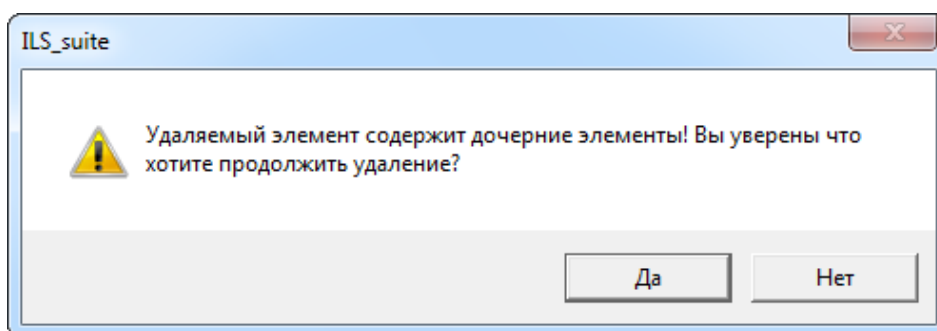 ILS_suite
Удаляемый элемент содержит дочерние элементы! Вы уверены что
хотите продолжить удаление?
Да
Нет